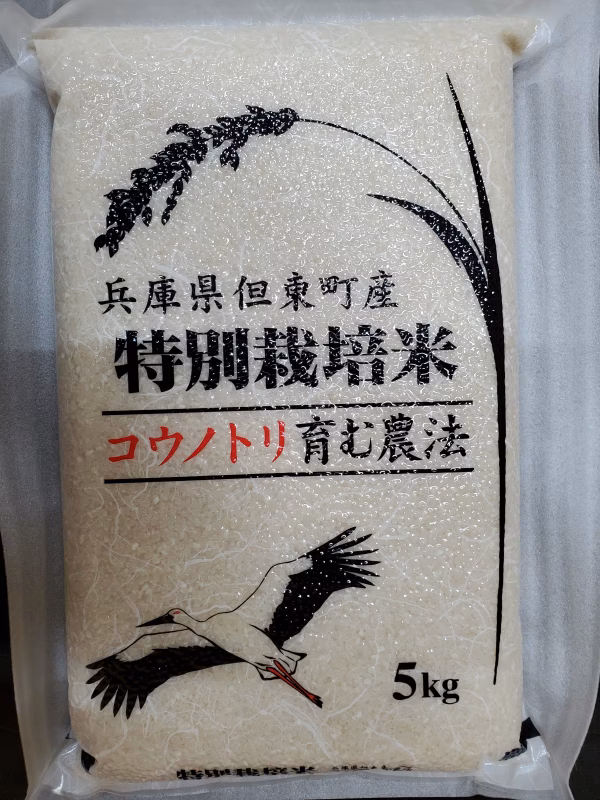 兵庫県但東町産
特別栽培米
コウノトリ育む農法
5kg